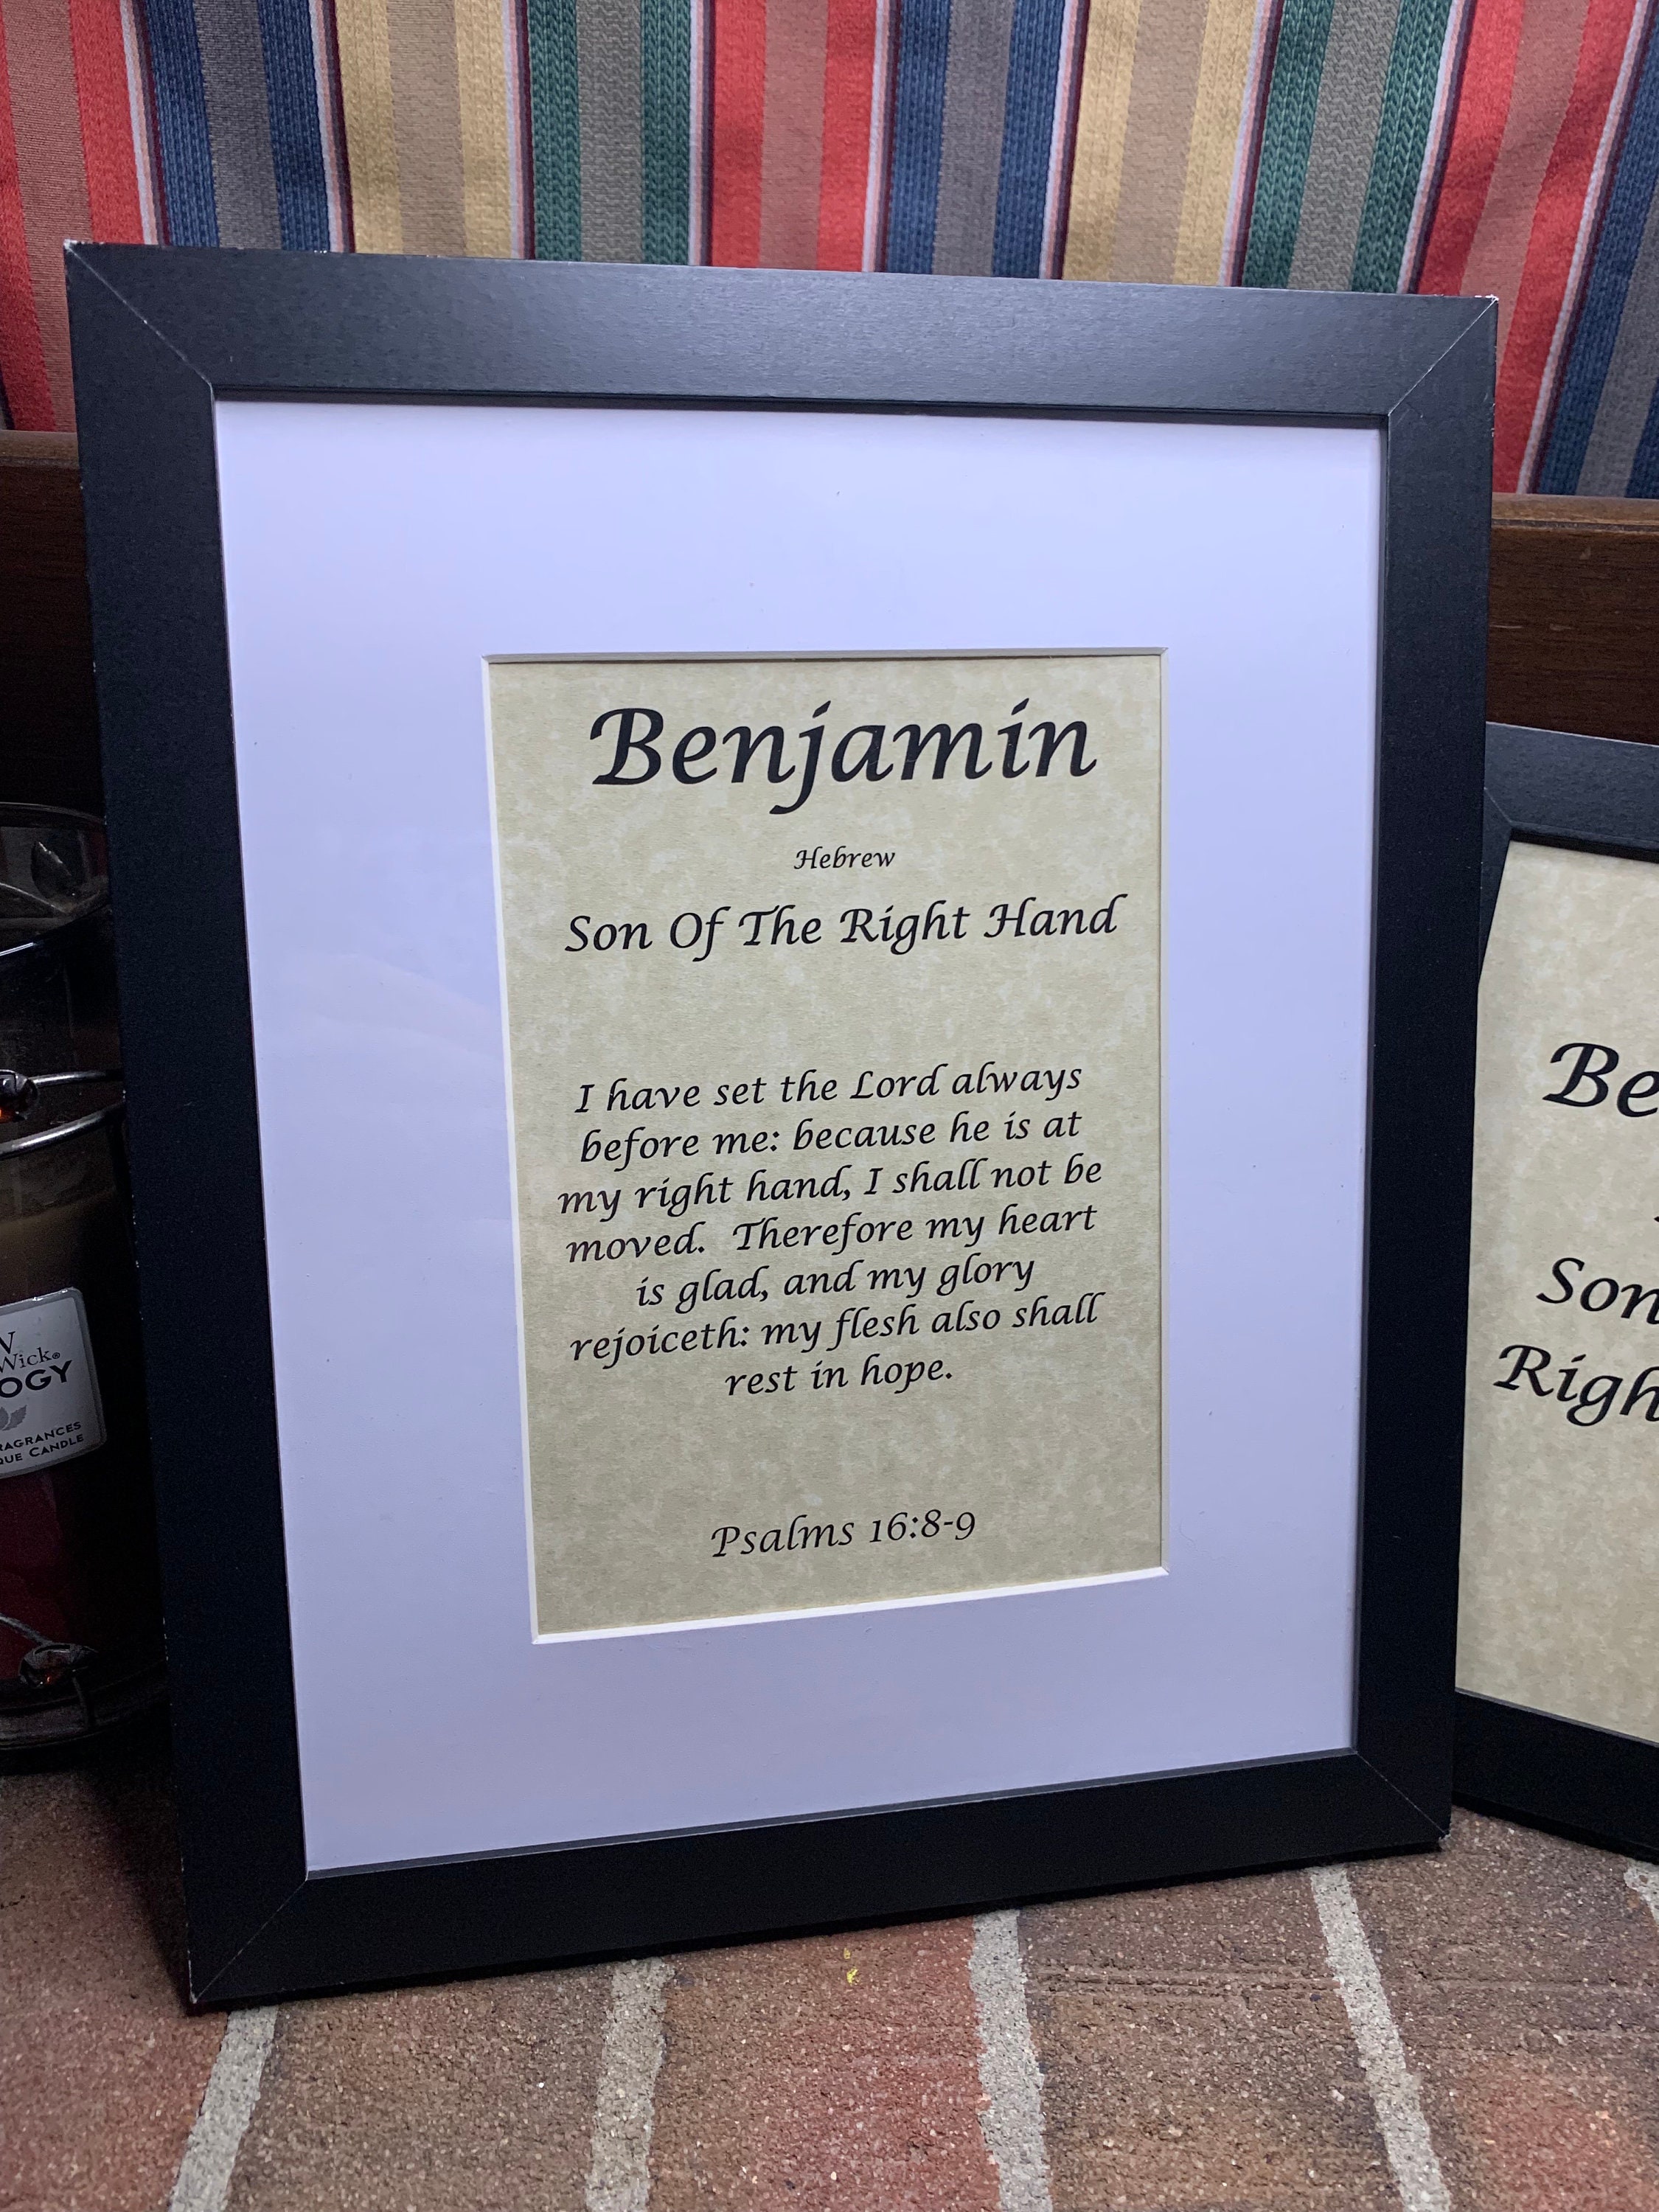 Benjamin
Hebrew
Son Of The Right Hand
I have set the Lord always
before me: because he is at
my right hand, I shall not be
moved.  Therefore my heart
is glad, and my glory
rejoiceth: my flesh also shall
rest in hope.
Psalms 16:8-9
W
Wick®
OGY
RAGRANCES
QUE CANDLE
Be
Son
Righ